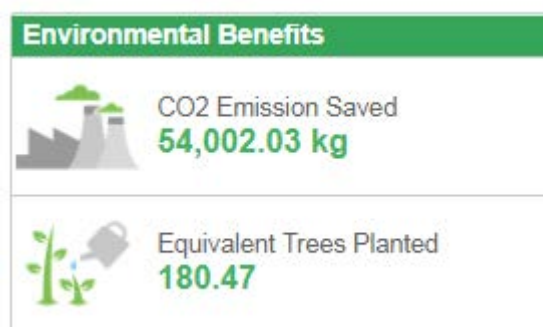 Environmental Benefits
CO2 Emission Saved
54,002.03 kg
Equivalent Trees Planted
180.47